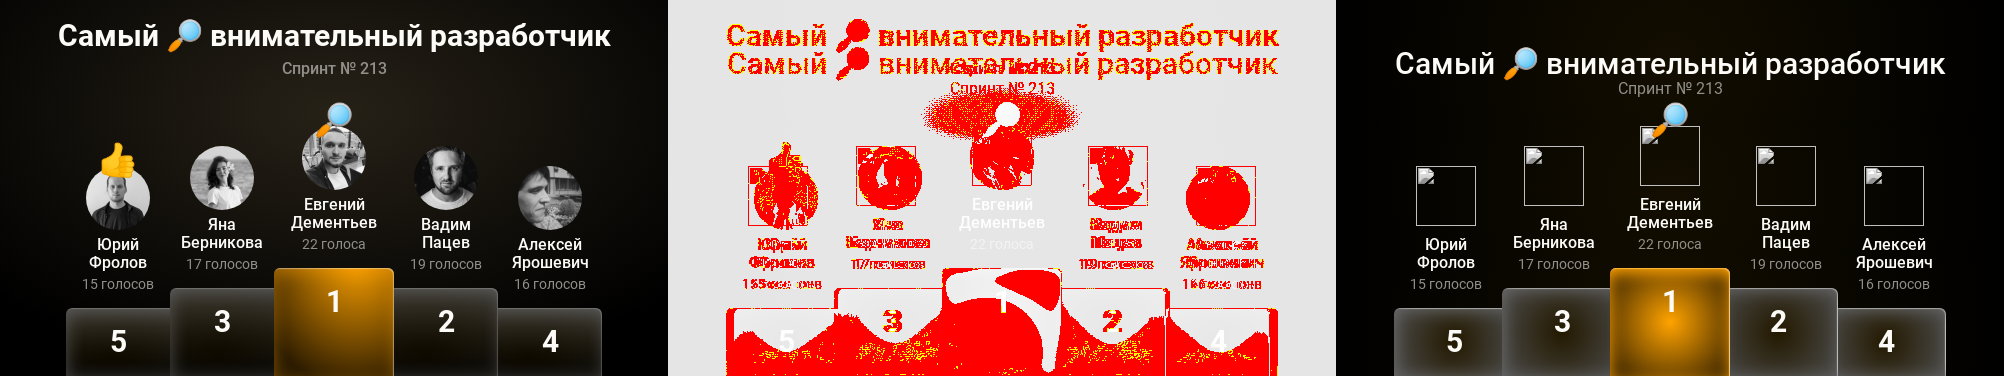 Самый 🔎 внимательный разработчик
Спринт № 213
Юрий
Фролов
15 голосов
5
Яна
Берникова
17 голосов
3
Евгений
Дементьев
22 голоса
1
Вадим
Пацев
19 голосов
2
Алексей
Ярошевич
16 голосов
4
Самый 🔎 внимательный разработчик
Самый 🔎 внимательный разработчик
Спринт № 213
Евгений
Дементьев
22 голоса
5
3
1
2
4
Самый 🔎 внимательный разработчик
Спринт № 213
Юрий
Фролов
15 голосов
5
Яна
Берникова
17 голосов
3
Евгений
Дементьев
22 голоса
1
Вадим
Пацев
19 голосов
2
Алексей
Ярошевич
16 голосов
4